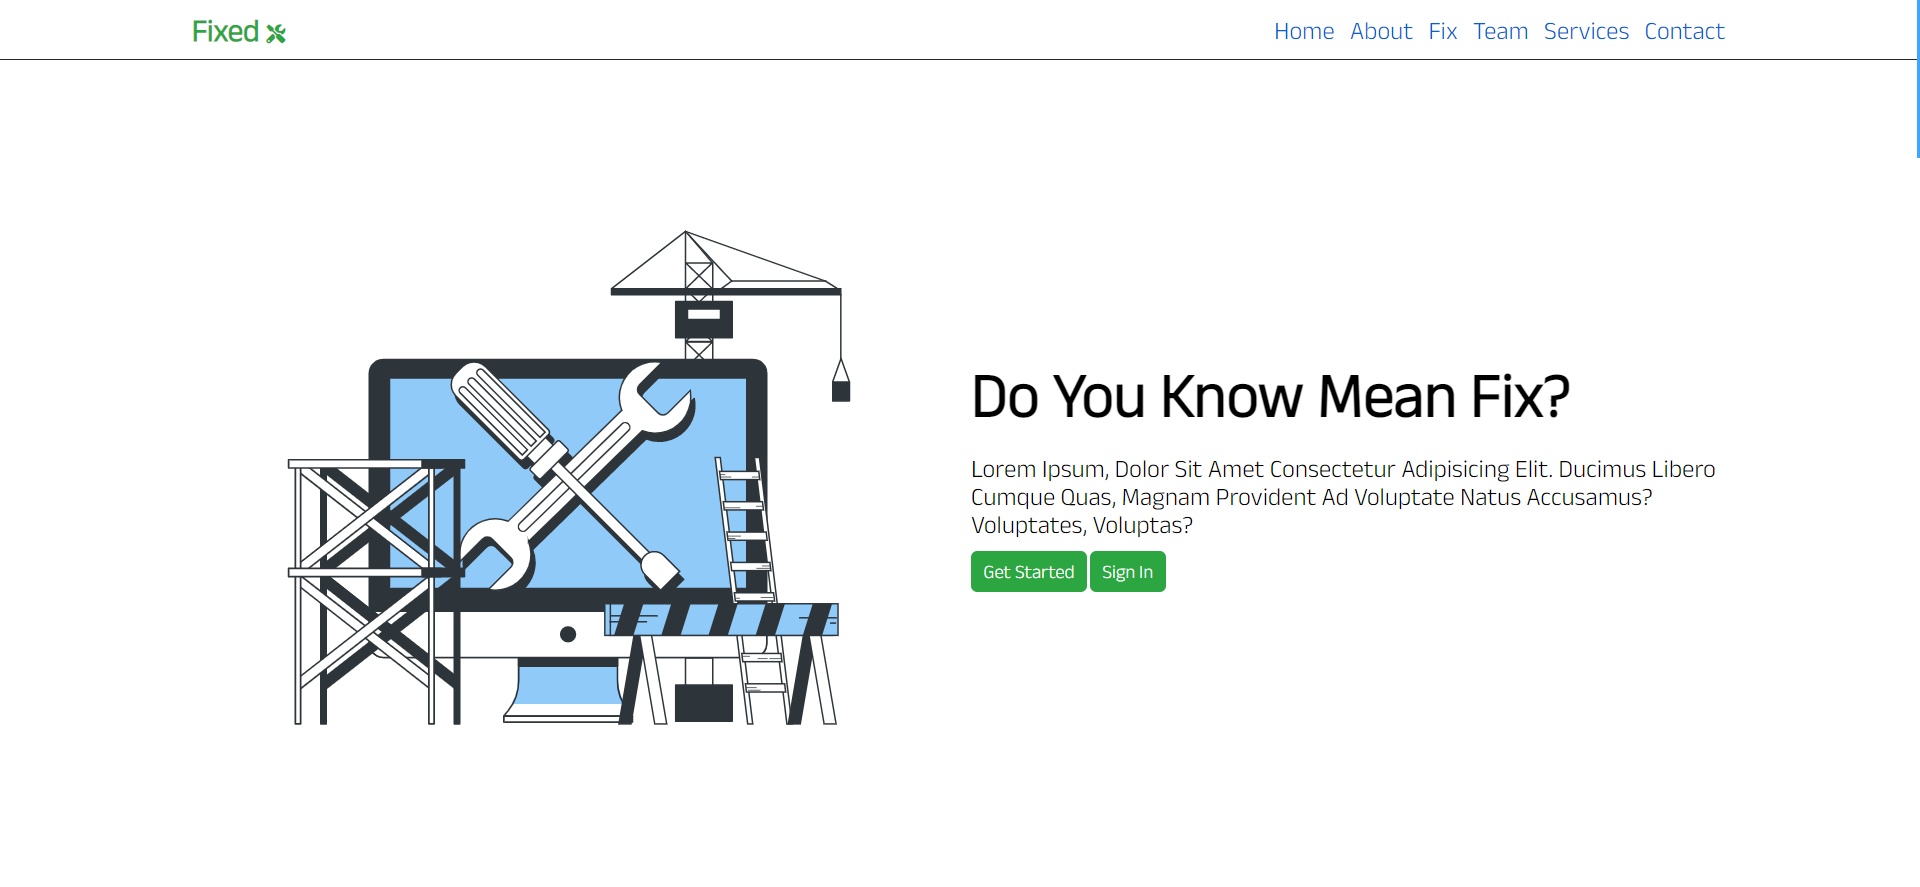 Fixed
Home About Fix Team Services Contact
Do You Know Mean Fix?
Lorem Ipsum, Dolor Sit Amet Consectetur Adipisicing Elit. Ducimus Libero
Cumque Quas, Magnam Provident Ad Voluptate Natus Accusamus?
Voluptates, Voluptas?
Get Started Sign In